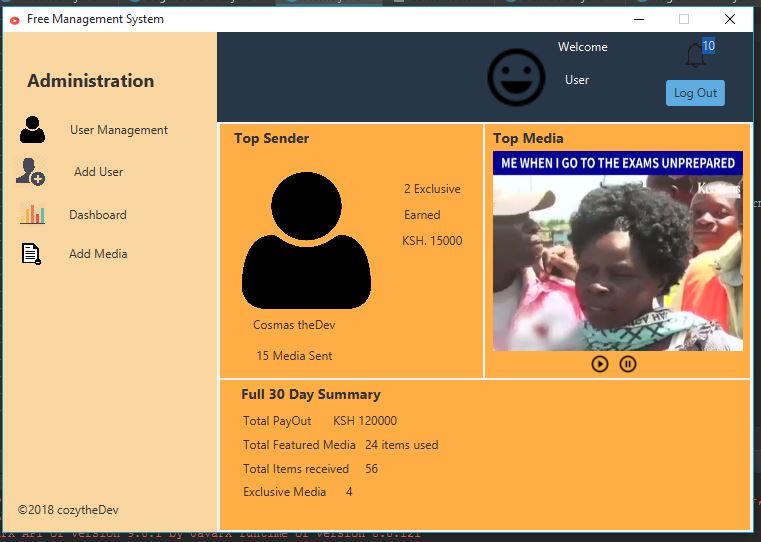 Free Management System
Administration
User Management
Add User
Dashboard
Add Media
©2018 cozytheDev
Welcome
User
10
Log Out
Top Sender
2 Exclusive
Earned
KSH. 15000
Cosmas theDev
15 Media Sent
Top Media
ME WHEN I GO TO THE EXAMS UNPREPARED
Full 30 Day Summary
Total PayOut KSH 120000
Total Featured Media 24 items used
Total Items received 56
Exclusive Media 4